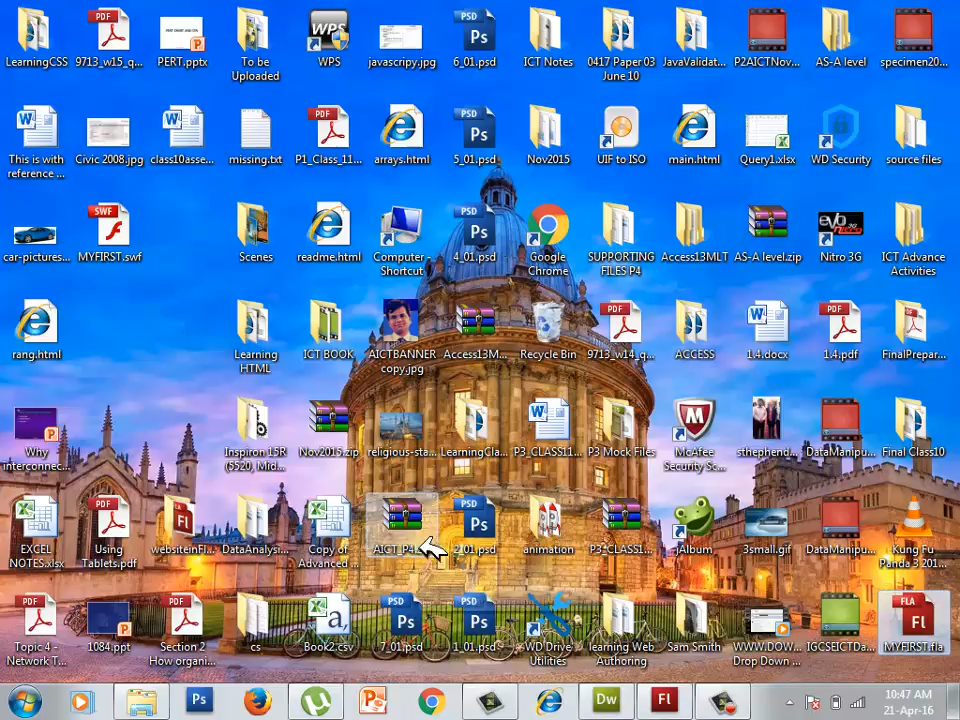 LearningCSS
9713_w15_q...
PERT.pptx
To be
Uploaded
WPS
javascripy.jpg
6_01.psd
ICT Notes
0417 Paper 03
June 10
JavaValidat...
P2AICTNov...
AS-A level
specimen20...
This is with
reference ...
Civic 2008.jpg
class10asse...
missing.txt
P1_Class_11...
arrays.html
5_01.psd
Nov2015
UIF to ISO
main.html
Query1.xlsx
WD Security
source files
car-pictures...
MYFIRST.swf
Scenes
readme.html
Computer -
Shortcut
4_01.psd
Google
Chrome
SUPPORTING
FILES P4
Access13MLT
AS-A level.zip
Nitro 3G
ICT Advance
Activities
rang.html
Learning
HTML
ICT BOOK
AICTBANNER
copy.jpg
Access13M...
Recycle Bin
9713_w14_q...
ACCESS
1.4.docx
1.4.pdf
FinalPrepar...
Why
interconnec...
Inspiron 15R
(5520, Mid...
Nov2015.zip
religious-sta...
LearningCla...
P3_CLASS11...
P3 Mock Files
McAfee
Security Sc...
sthephend...
DataManipu...
Final Class10
EXCEL
NOTES.xlsx
Using
Tablets.pdf
websiteinFl...
DataAnalysi...
Copy of
Advanced ...
AICT_P4
2_01.psd
animation
P3_CLASS1...
jAlbum
3small.gif
DataManipu...
Kung Fu
Panda 3 201...
Topic 4 -
Network T...
1084.ppt
Section 2
How organi...
cs
Book2.csv
7_01.psd
1_01.psd
WD Drive
Utilities
learning Web
Authoring
Sam Smith
WWW.DOW...
Drop Down ...
IGCSEICTDa...
MYFIRST.fla
10:47 AM
21-Apr-16